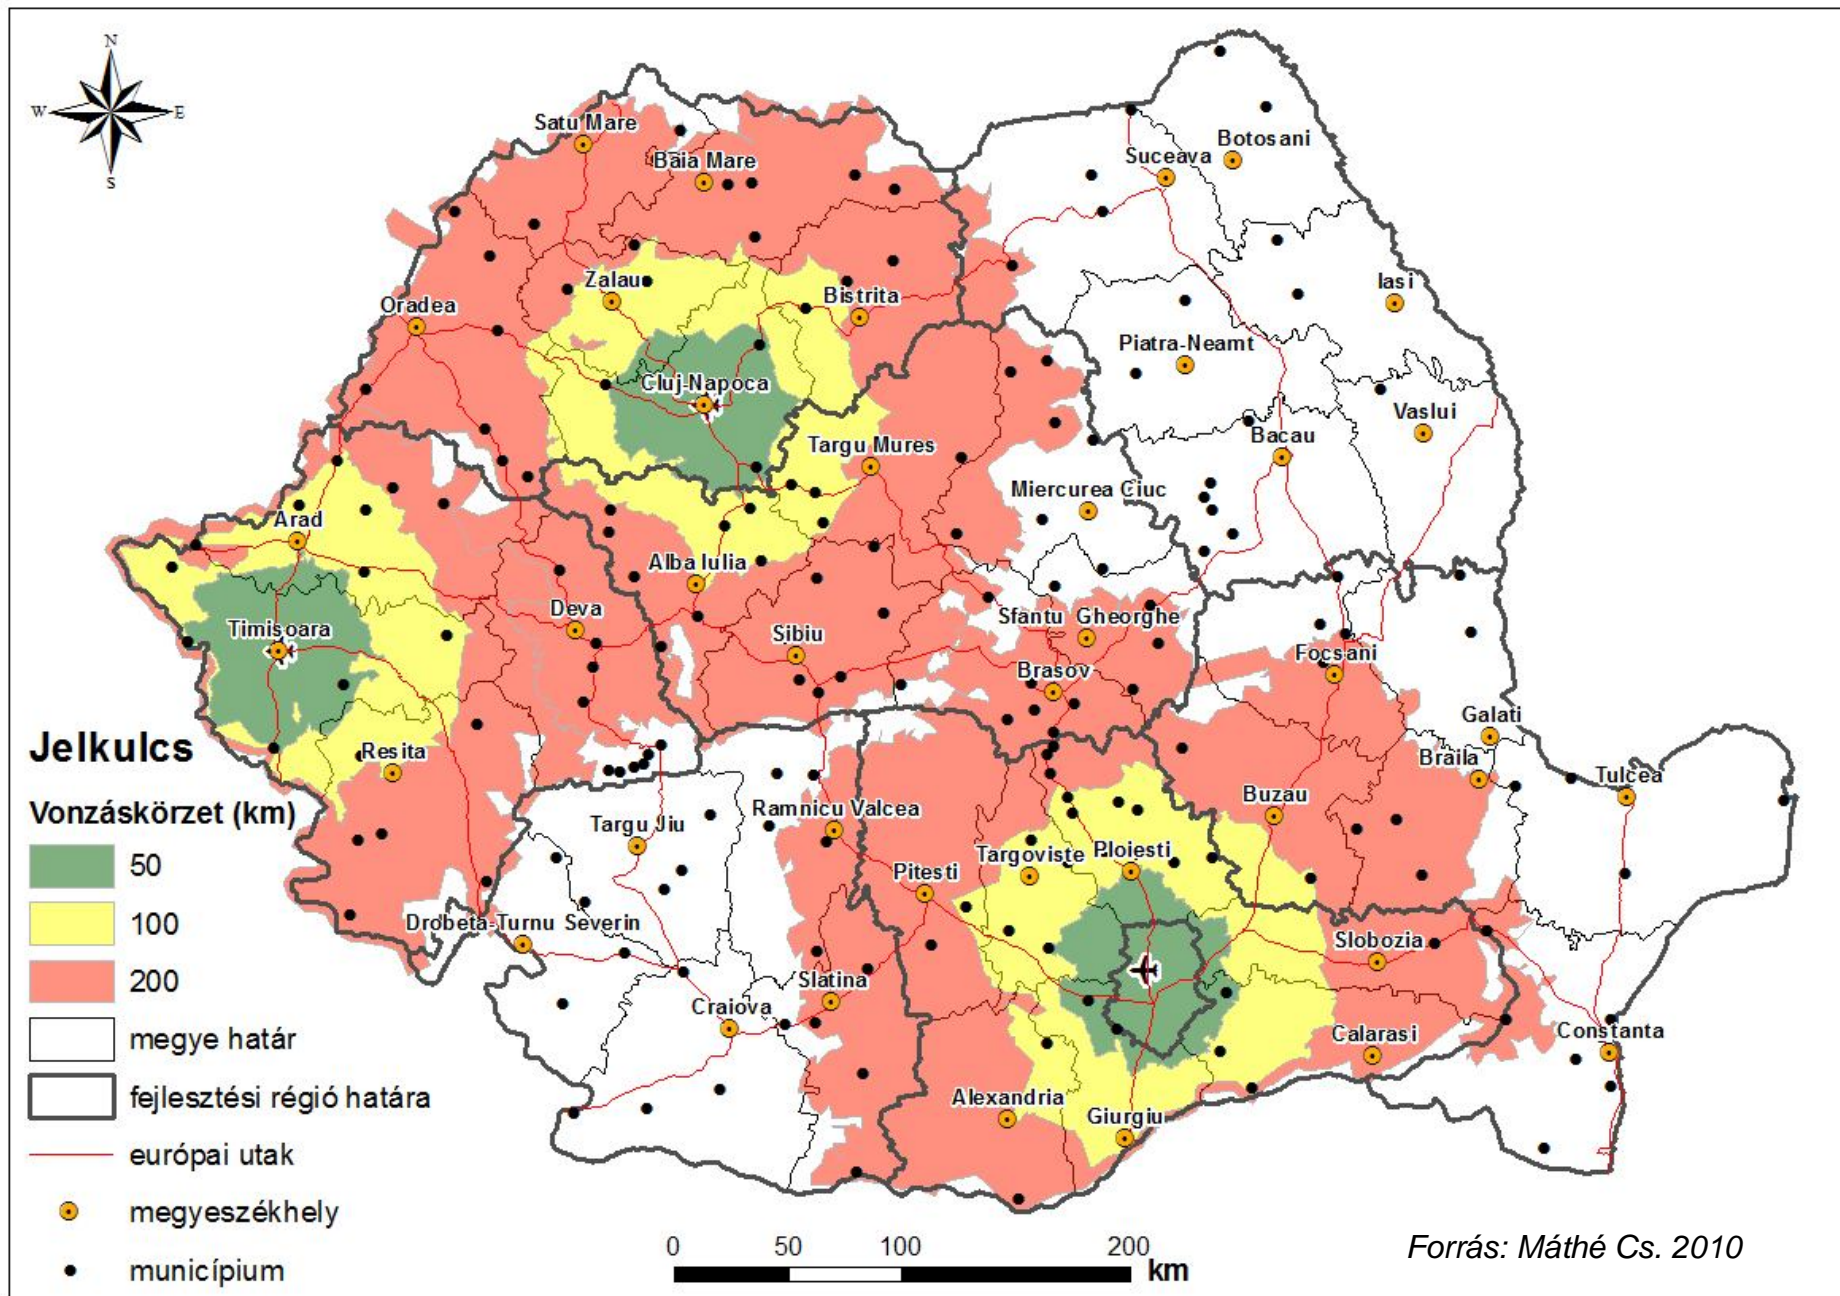 N
W
E
S
Satu Mare
Baia Mare
Botosani
Suceava
Zalau
Bistrita
Oradea
Iasi
Piatra-Neamt
Cluj-Napoca
Vaslui
Targu Mures
Bacau
Miercurea Ciuc
Arad
Alba Iulia
Deva
Sfantu Gheorghe
Timisoara
Sibiu
Focsani
Brasov
Galati
Resita
Braila
Tulcea
Buzau
Ramnicu Valcea
Targu Jiu
Targoviste
Ploiesti
Pitesti
Drobeta-Turnu Severin
Slobozia
Slatina
Craiova
Calarasi
Constanta
Alexandria
Giurgiu
Jelkulcs
Vonzáskörzet (km)
50
100
200
megye határ
fejlesztési régió határa
európai utak
megyeszékhely
municípium
0 50 100 200
km
Forrás: Máthé Cs. 2010